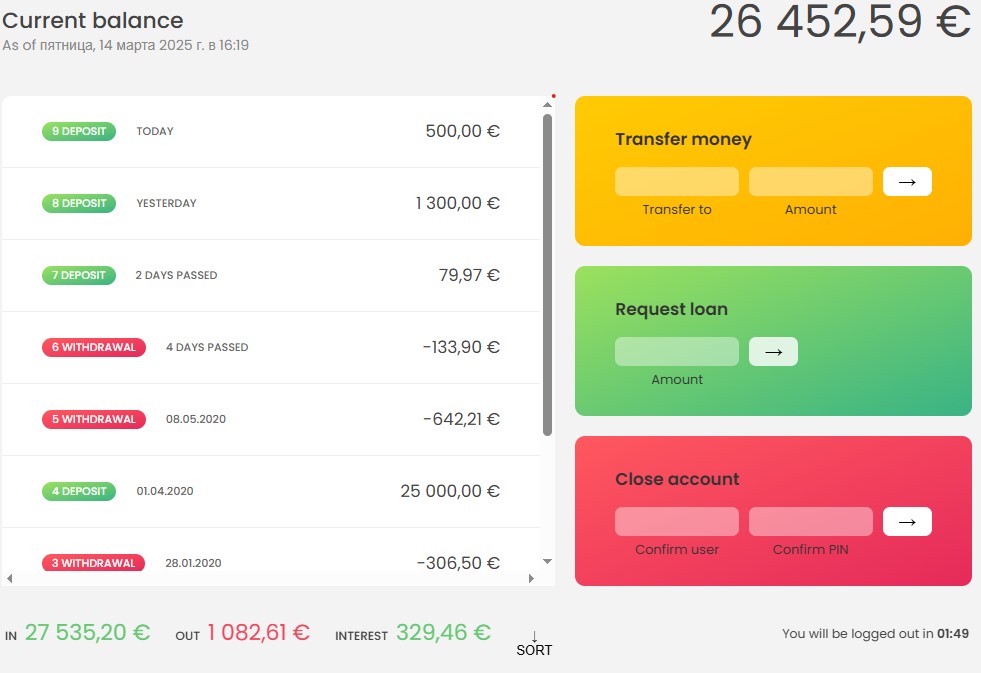 Current balance
26 452,59 €
As of пятница, 14 марта 2025 г. в 16:19
9 DEPOSIT TODAY 500,00 €
8 DEPOSIT YESTERDAY 1 300,00 €
7 DEPOSIT 2 DAYS PASSED 79,97 €
6 WITHDRAWAL 4 DAYS PASSED -133,90 €
5 WITHDRAWAL 08.05.2020 -642,21 €
4 DEPOSIT 01.04.2020 25 000,00 €
3 WITHDRAWAL 28.01.2020 -306,50 €
Transfer money
→
Transfer to Amount
Request loan
→
Amount
Close account
→
Confirm user Confirm PIN
IN 27 535,20 € OUT 1 082,61 € INTEREST 329,46 €
↓
SORT
You will be logged out in 01:49